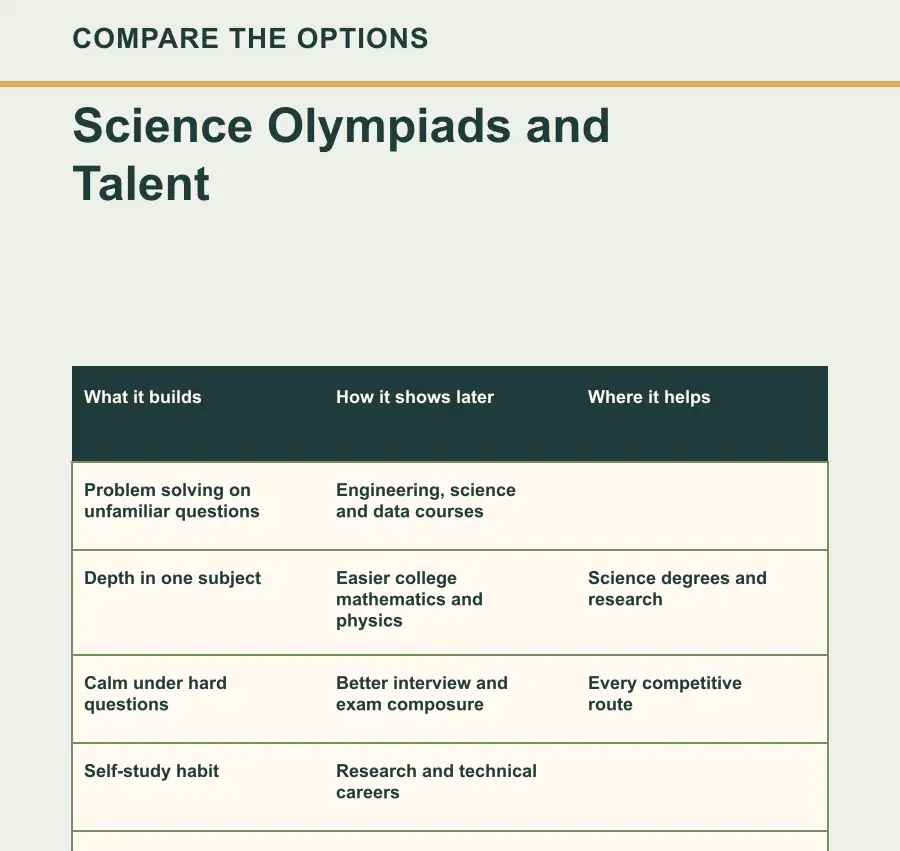 COMPARE THE OPTIONS
Science Olympiads and
Talent
What it builds
How it shows later
Where it helps
Problem solving on
unfamiliar questions
Engineering, science
and data courses
Depth in one subject
Easier college
mathematics and
physics
Science degrees and
research
Calm under hard
questions
Better interview and
exam composure
Every competitive
route
Self-study habit
Research and technical
careers